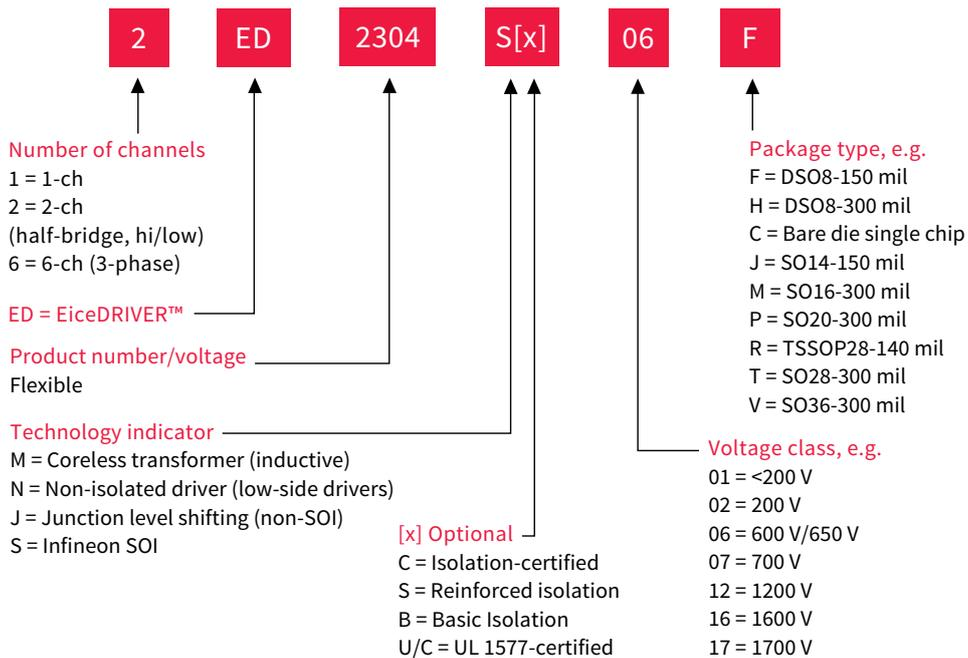 2 ED 2304 S[x] 06 F
Number of channels
1 = 1-ch
2 = 2-ch
(half-bridge, hi/low)
6 = 6-ch (3-phase)
ED = EiceDRIVER™
Product number/voltage
Flexible
Technology indicator
M = Coreless transformer (inductive)
N = Non-isolated driver (low-side drivers)
J = Junction level shifting (non-SOI)
S = Infineon SOI
[x] Optional
C = Isolation-certified
S = Reinforced isolation
B = Basic Isolation
U/C = UL 1577-certified
Package type, e.g.
F = DSO8-150 mil
H = DSO8-300 mil
C = Bare die single chip
J = SO14-150 mil
M = SO16-300 mil
P = SO20-300 mil
R = TSSOP28-140 mil
T = SO28-300 mil
V = SO36-300 mil
Voltage class, e.g.
01 = <200 V
02 = 200 V
06 = 600 V/650 V
07 = 700 V
12 = 1200 V
16 = 1600 V
17 = 1700 V